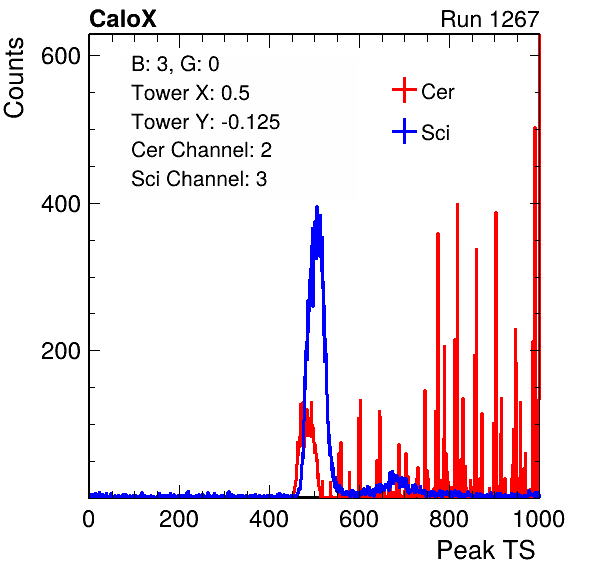 CaloX Run 1267
Counts
600
400
200
B: 3, G: 0
Tower X: 0.5
Tower Y: -0.125
Cer Channel: 2
Sci Channel: 3
Cer
Sci
0 200 400 600 800 1000
Peak TS